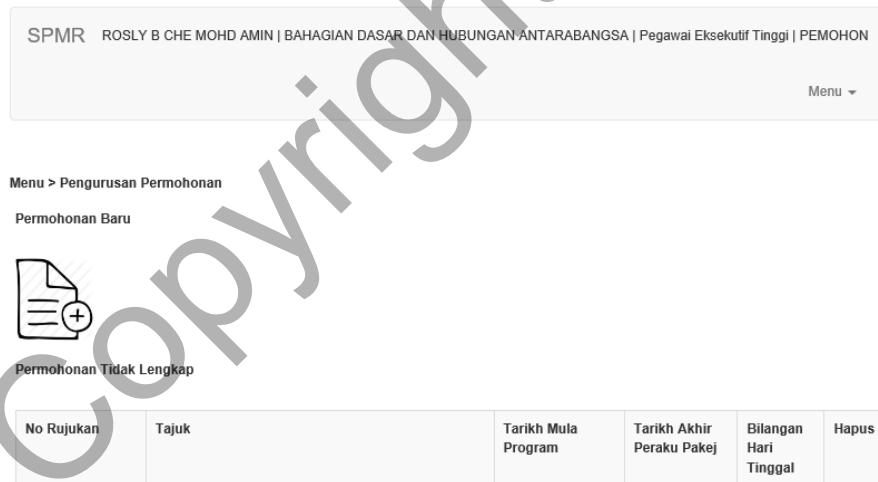 SPMR ROSLY B CHE MOHD AMIN | BAHAGIAN DASAR DAN HUBUNGAN ANTARABANGSA | Pegawai Eksekutif Tinggi | PEMOHON
Menu
Menu > Pengurusan Permohonan
Permohonan Baru
Permohonan Tidak Lengkap
No Rujukan Tajuk Tarikh Mula Program Tarikh Akhir Peraku Pakej Bilangan Hari Tinggal Hapus
Copyright